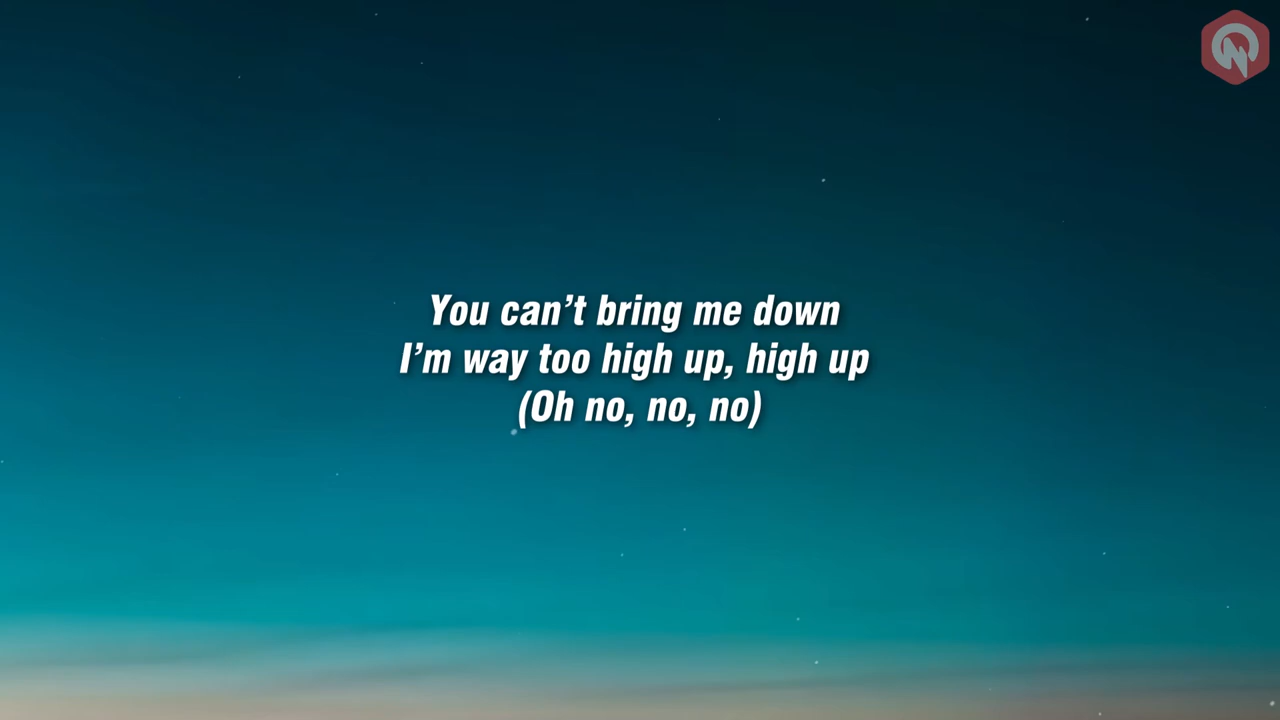 You can’t bring me down
I’m way too high up, high up
(Oh no, no, no)